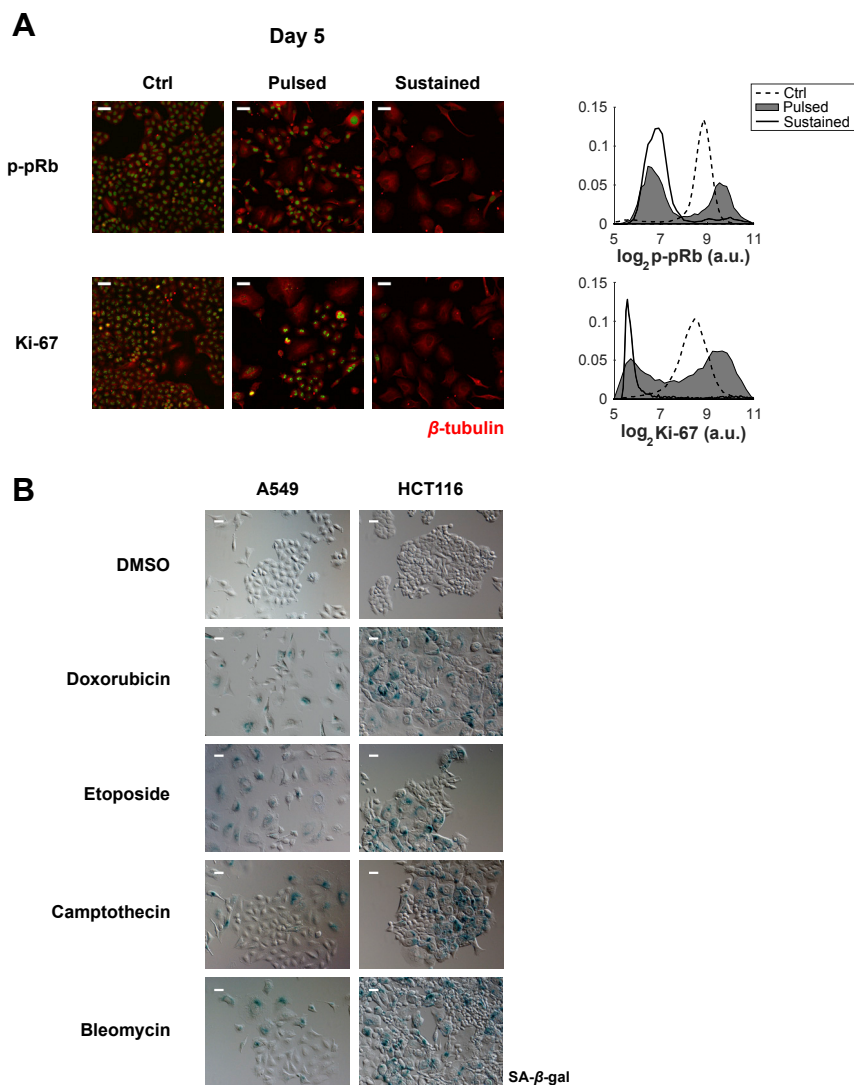 A
Day 5
Ctrl
Pulsed
Sustained
p-pRb
Ki-67
β-tubulin
Ctrl
Pulsed
Sustained
0.15
0.1
0.05
0
5
7
9
11
log2 p-pRb (a.u.)
0.15
0.1
0.05
0
5
7
9
11
log2 Ki-67 (a.u.)
B
A549
HCT116
DMSO
Doxorubicin
Etoposide
Camptothecin
Bleomycin
SA-β-gal